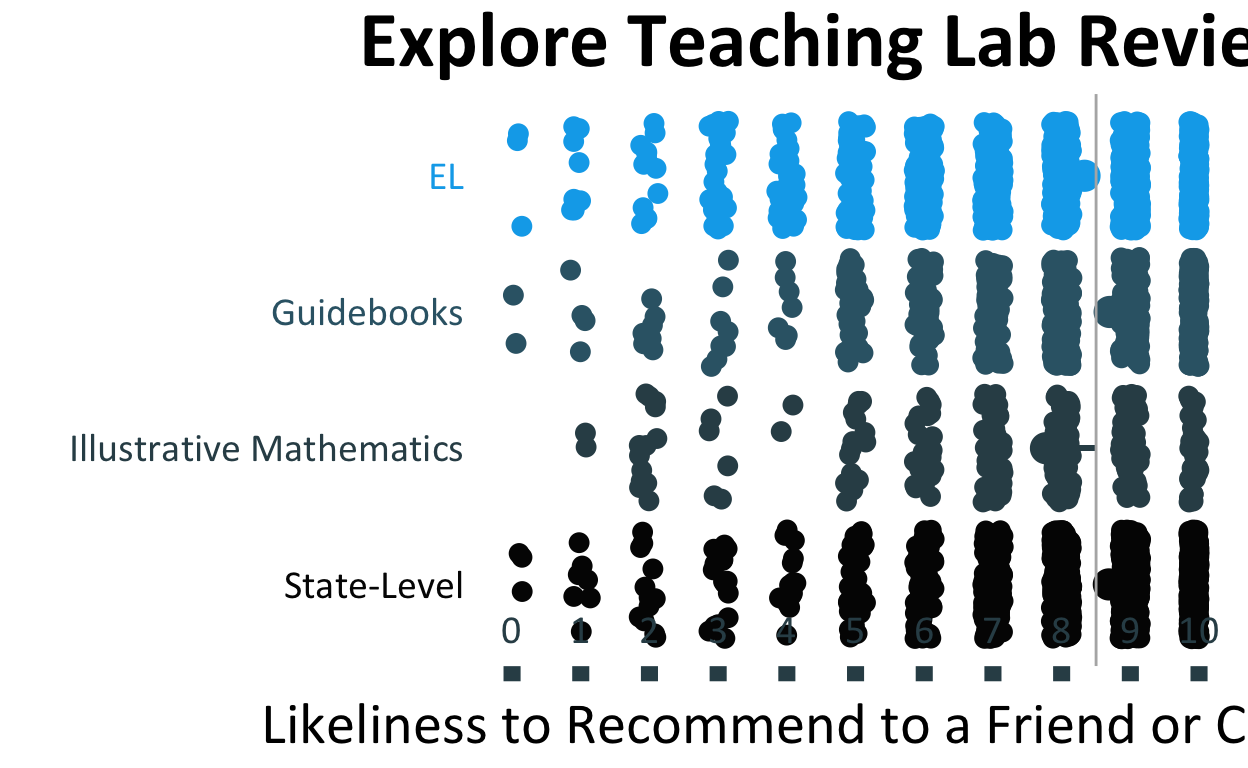 Explore Teaching Lab Revie
EL
Guidebooks
Illustrative Mathematics
State-Level
0 1 2 3 4 5 6 7 8 9 10
Likeliness to Recommend to a Friend or C